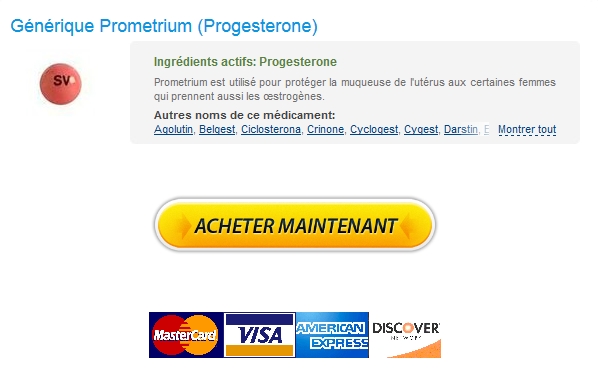 Générique Prometrium (Progesterone)
SV
Ingrédients actifs: Progesterone
Prometrium est utilisé pour protéger la muqueuse de l'utérus aux certaines femmes
qui prennent aussi les œstrogènes.
Autres noms de ce médicament:
Agolutin, Belgest, Ciclosterona, Crinone, Cyclogest, Cygest, Darstin, E Montrer tout
ACHETER MAINTENANT
MasterCard VISA AMERICAN EXPRESS DISCOVER NETWORK